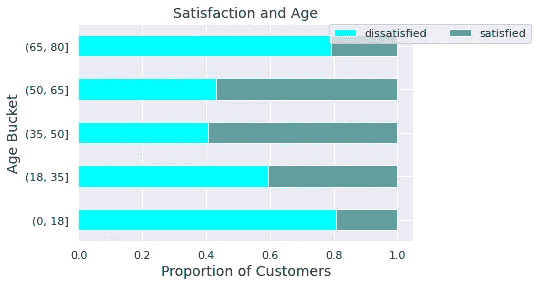 Satisfaction and Age
dissatisfied satisfied
Age Bucket
(65, 80]
(50, 65]
(35, 50]
(18, 35]
(0, 18]
0.0 0.2 0.4 0.6 0.8 1.0
Proportion of Customers